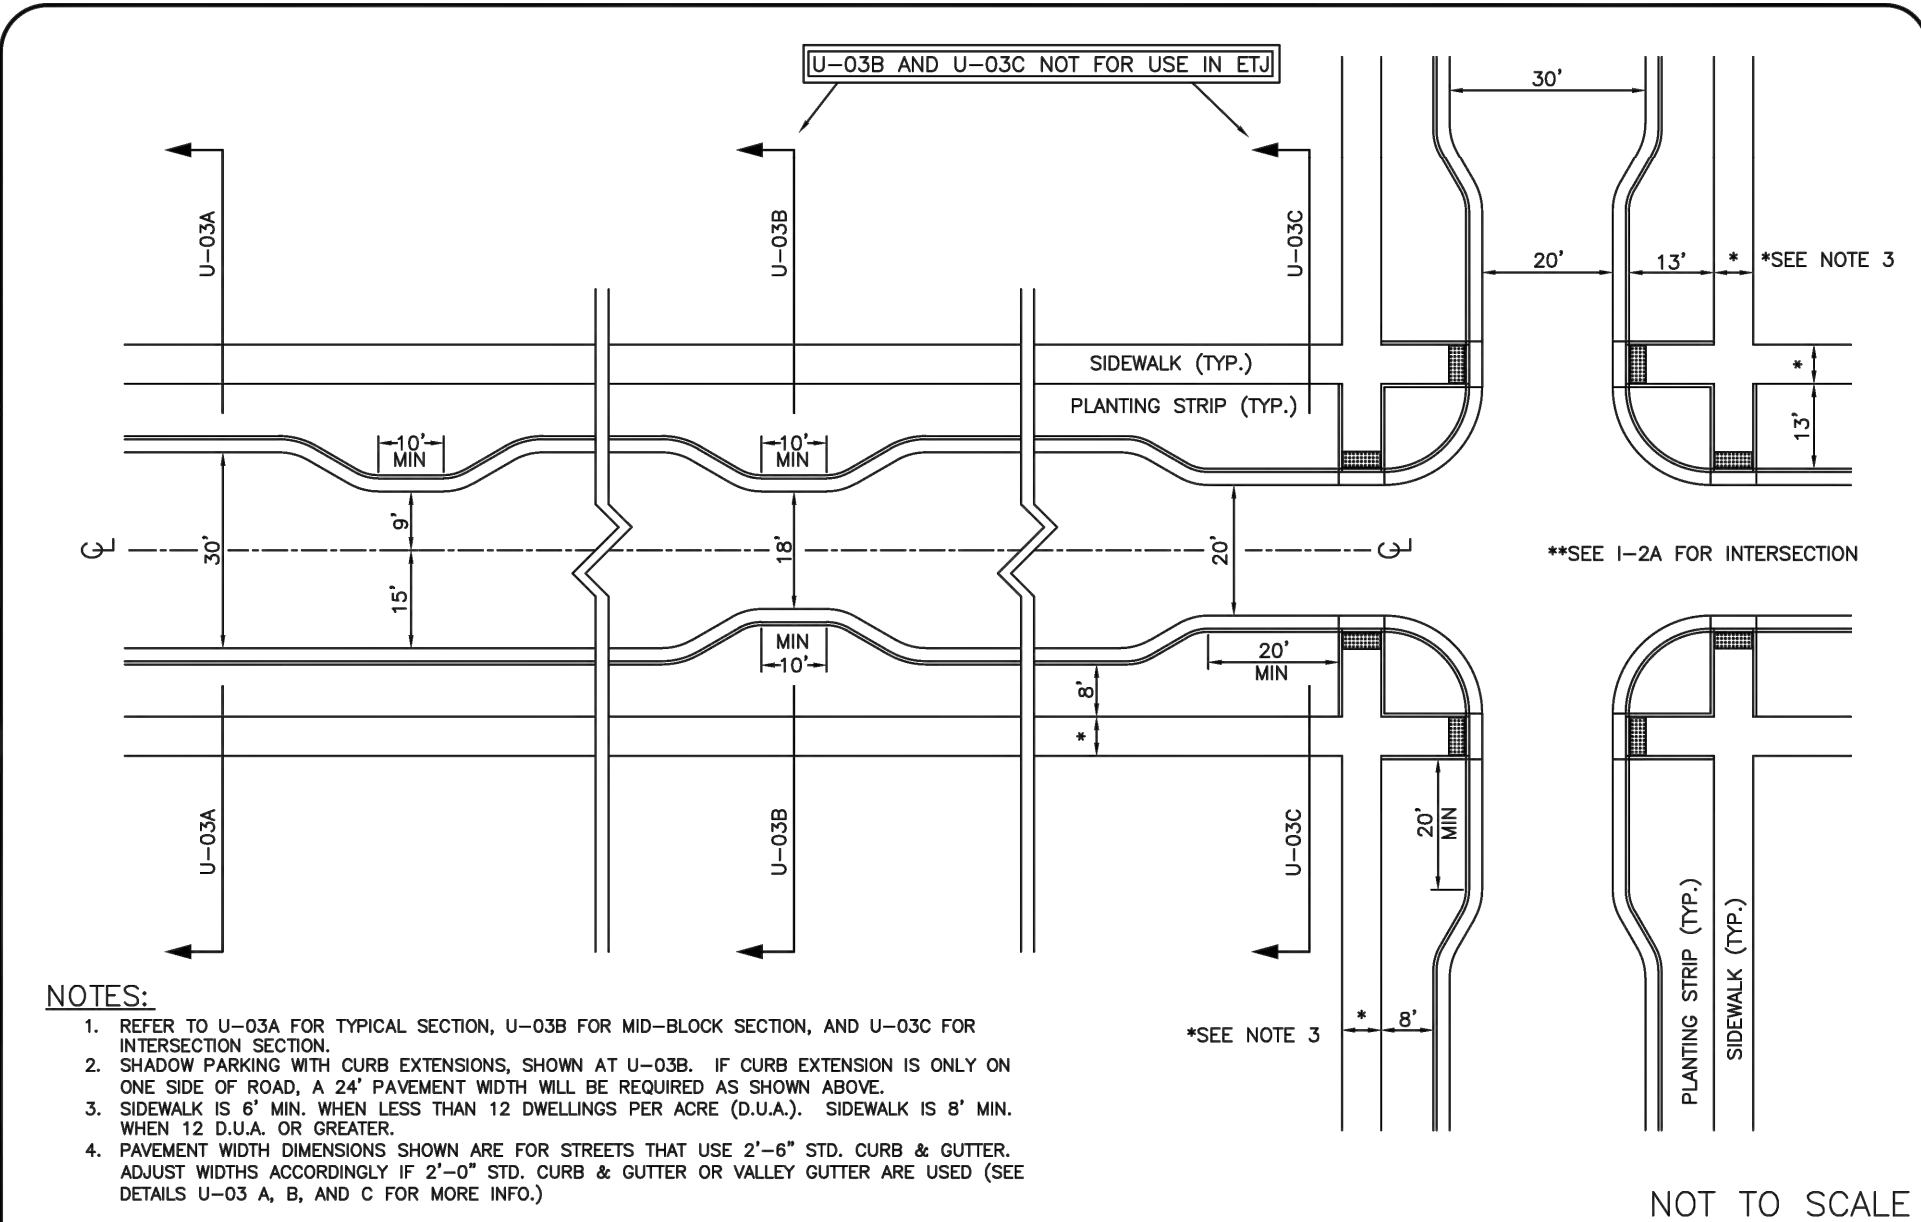 U-03B AND U-03C NOT FOR USE IN ETJ
30'
U-03A
U-03B
U-03C
20'
13'
*
*SEE NOTE 3
SIDEWALK (TYP.)
*
PLANTING STRIP (TYP.)
13'
10'
MIN
10'
MIN
9'
30'
15'
18'
20'
℄
℄
**SEE I-2A FOR INTERSECTION
MIN
10'
20'
MIN
8'
*
U-03A
U-03B
U-03C
20'
MIN
PLANTING STRIP (TYP.)
SIDEWALK (TYP.)
*SEE NOTE 3
*
8'
NOTES:
1. REFER TO U-03A FOR TYPICAL SECTION, U-03B FOR MID-BLOCK SECTION, AND U-03C FOR
INTERSECTION SECTION.
2. SHADOW PARKING WITH CURB EXTENSIONS, SHOWN AT U-03B. IF CURB EXTENSION IS ONLY ON
ONE SIDE OF ROAD, A 24' PAVEMENT WIDTH WILL BE REQUIRED AS SHOWN ABOVE.
3. SIDEWALK IS 6' MIN. WHEN LESS THAN 12 DWELLINGS PER ACRE (D.U.A.). SIDEWALK IS 8' MIN.
WHEN 12 D.U.A. OR GREATER.
4. PAVEMENT WIDTH DIMENSIONS SHOWN ARE FOR STREETS THAT USE 2'-6" STD. CURB & GUTTER.
ADJUST WIDTHS ACCORDINGLY IF 2'-0" STD. CURB & GUTTER OR VALLEY GUTTER ARE USED (SEE
DETAILS U-03 A, B, AND C FOR MORE INFO.)
NOT TO SCALE